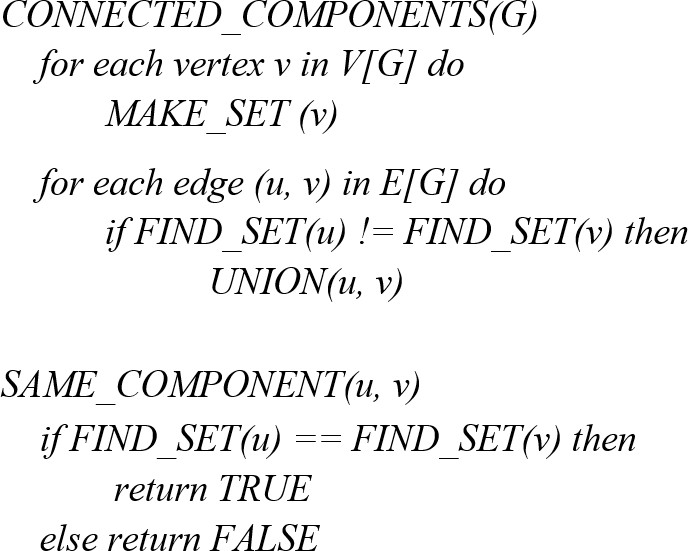 CONNECTED_COMPONENTS(G)
for each vertex v in V[G] do
MAKE_SET (v)
for each edge (u, v) in E[G] do
if FIND_SET(u) != FIND_SET(v) then
UNION(u, v)
SAME_COMPONENT(u, v)
if FIND_SET(u) == FIND_SET(v) then
return TRUE
else return FALSE